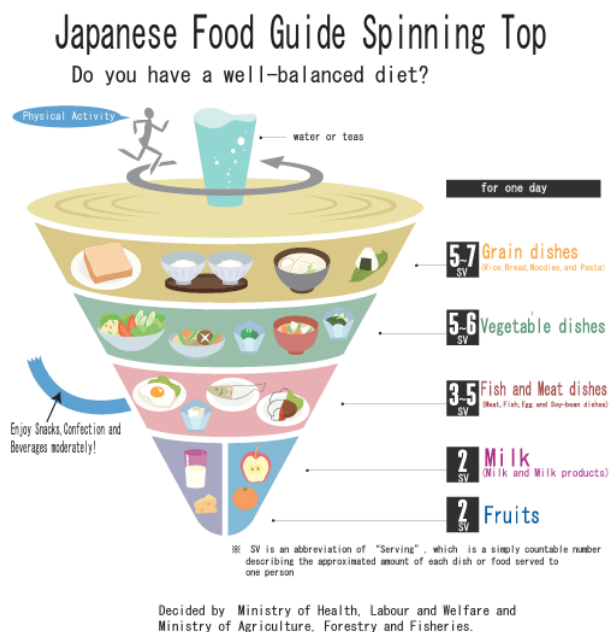 Japanese Food Guide Spinning Top
Do you have a well-balanced diet?
Physical Activity
water or teas
for one day
5~7 SV Grain dishes
(Rice, Bread, Noodles, and Pasta)
5~6 SV Vegetable dishes
3-5 SV Fish and Meat dishes
(Meat, Fish, Egg and Soy-bean dishes)
Enjoy Snacks, Confection and
Beverages moderately!
2 SV Milk
(Milk and Milk products)
2 SV Fruits
※ SV is an abbreviation of "Serving", which is a simply countable number
describing the approximated amount of each dish or food served to
one person
Decided by Ministry of Health, Labour and Welfare and
Ministry of Agriculture, Forestry and Fisheries.